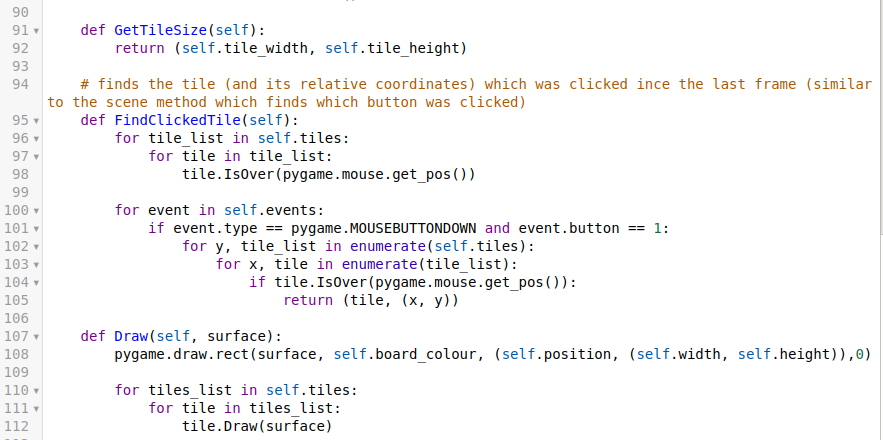 90
91    def GetTileSize(self):
92        return (self.tile_width, self.tile_height)
93
94    # finds the tile (and its relative coordinates) which was clicked ince the last frame (similar
to the scene method which finds which button was clicked)
95    def FindClickedTile(self):
96        for tile_list in self.tiles:
97            for tile in tile_list:
98                tile.IsOver(pygame.mouse.get_pos())
99
100        for event in self.events:
101            if event.type == pygame.MOUSEBUTTONDOWN and event.button == 1:
102                for y, tile_list in enumerate(self.tiles):
103                    for x, tile in enumerate(tile_list):
104                        if tile.IsOver(pygame.mouse.get_pos()):
105                            return (tile, (x, y))
106
107    def Draw(self, surface):
108        pygame.draw.rect(surface, self.board_colour, (self.position, (self.width, self.height)),0)
109
110        for tiles_list in self.tiles:
111            for tile in tiles_list:
112                tile.Draw(surface)